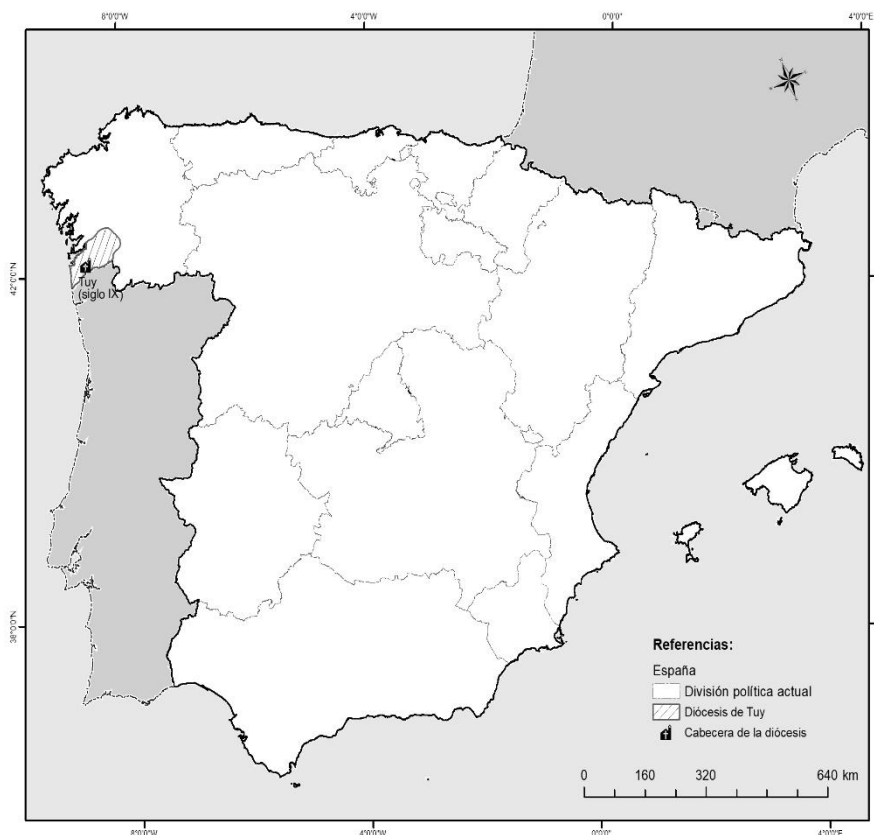 8°0'0"W 4°0'0"W 0°0'0" 4°0'0"E
42°0'0"N
Tuy
(siglo IX)
38°0'0"N
Referencias:
España
División política actual
Diócesis de Tuy
Cabecera de la diócesis
0 160 320 640 km
8°0'0"W 4°0'0"W 0°0'0" 4°0'0"E